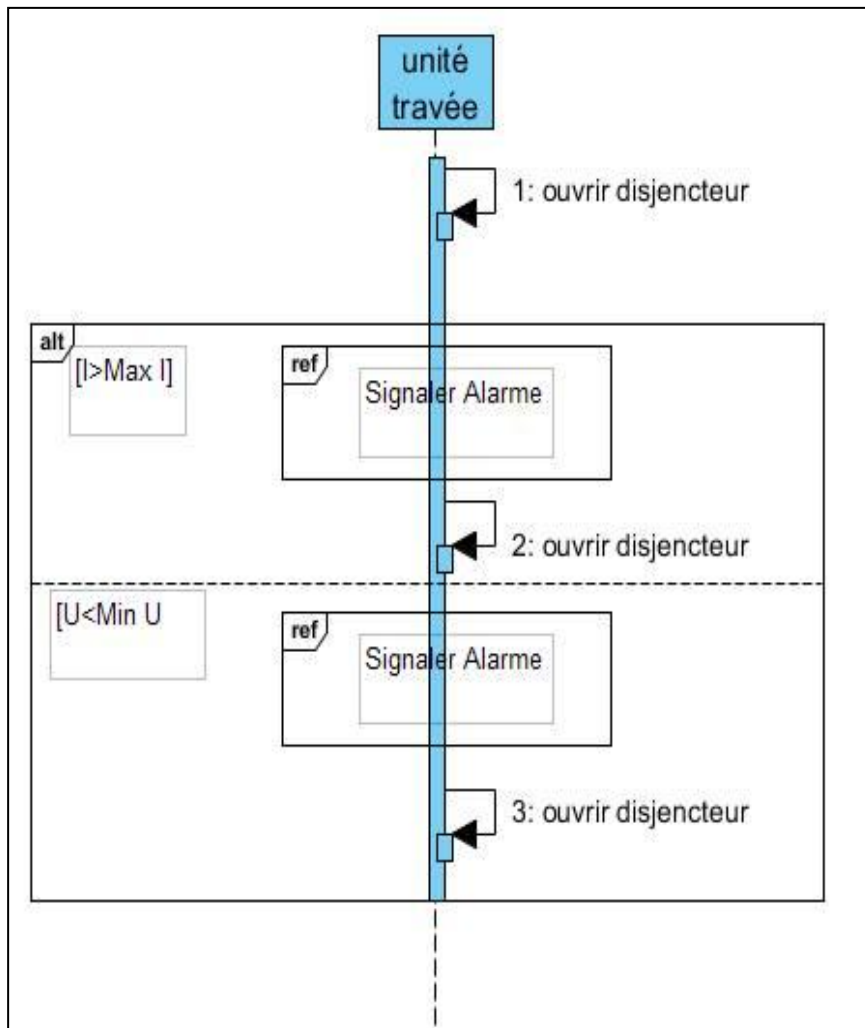 unité
travée
1: ouvrir disjencteur
alt
[I>Max I]
ref
Signaler Alarme
2: ouvrir disjencteur
[U<Min U
ref
Signaler Alarme
3: ouvrir disjencteur